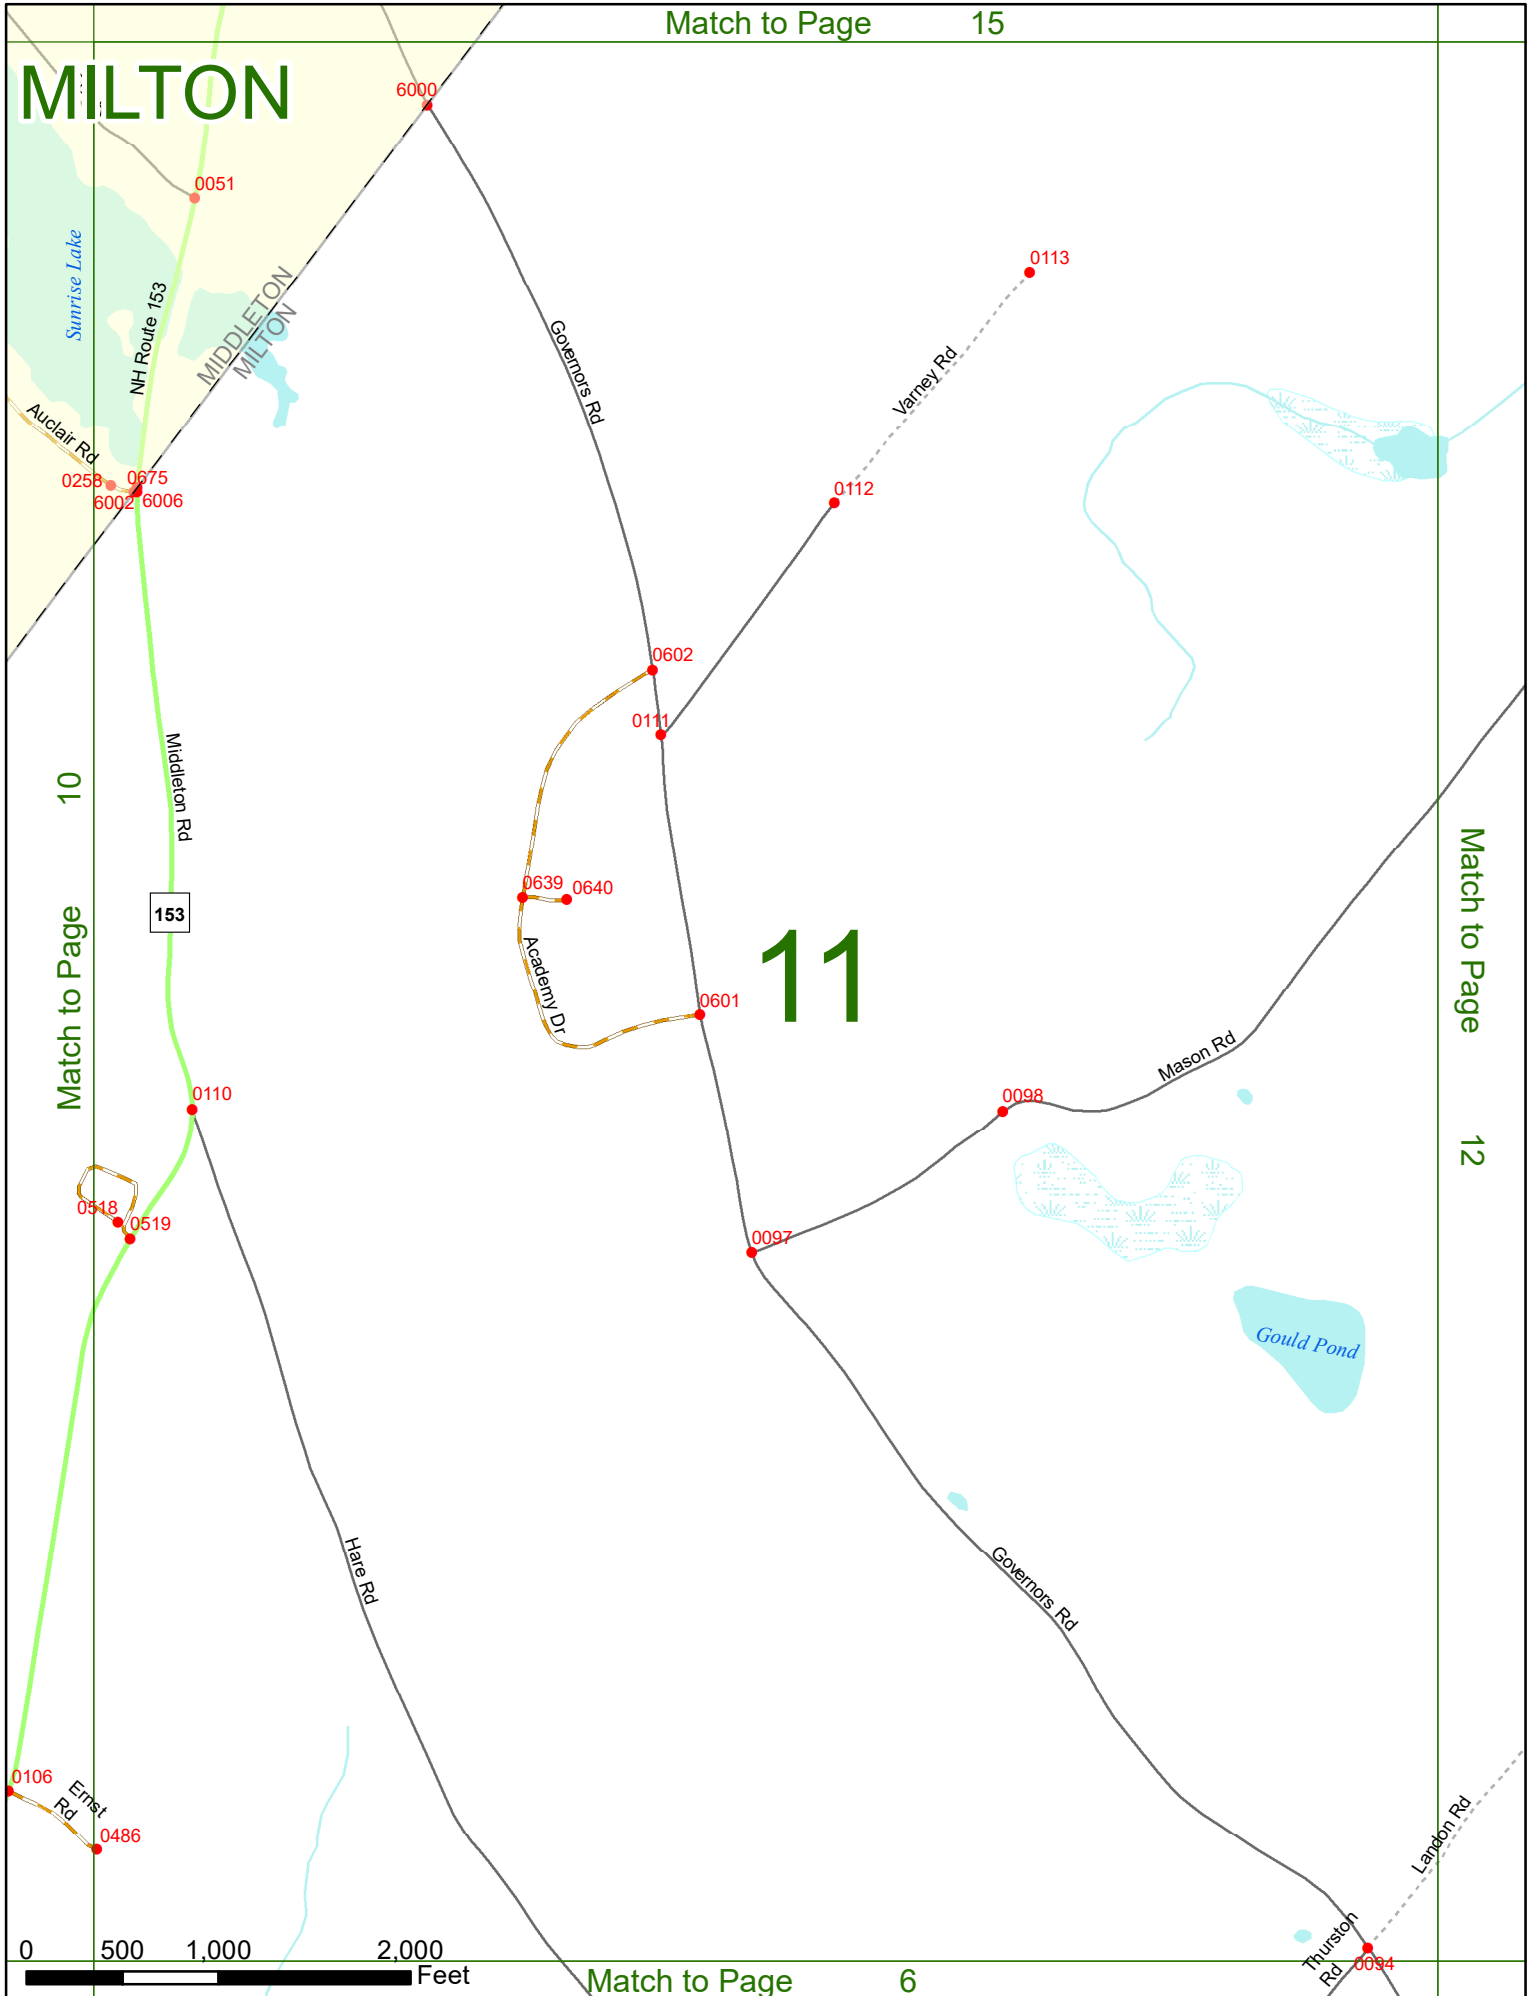 Match to Page 15
MILTON
6000
0051
Sunrise Lake
NH Route 153
MIDDLETON
MILTON
0113
Governors Rd
Varney Rd
Auclair Rd
0258
0675
6002
6006
0112
0602
0111
Middleton Rd
Match to Page 10
153
0639
0640
Academy Dr
11
0601
Match to Page 12
Mason Rd
0110
0098
0518
0519
0097
Gould Pond
Hare Rd
Governors Rd
0106
Ernst
Rd
0486
Landon Rd
Thurston
Rd
0094
0 500 1,000 2,000
Feet
Match to Page 6